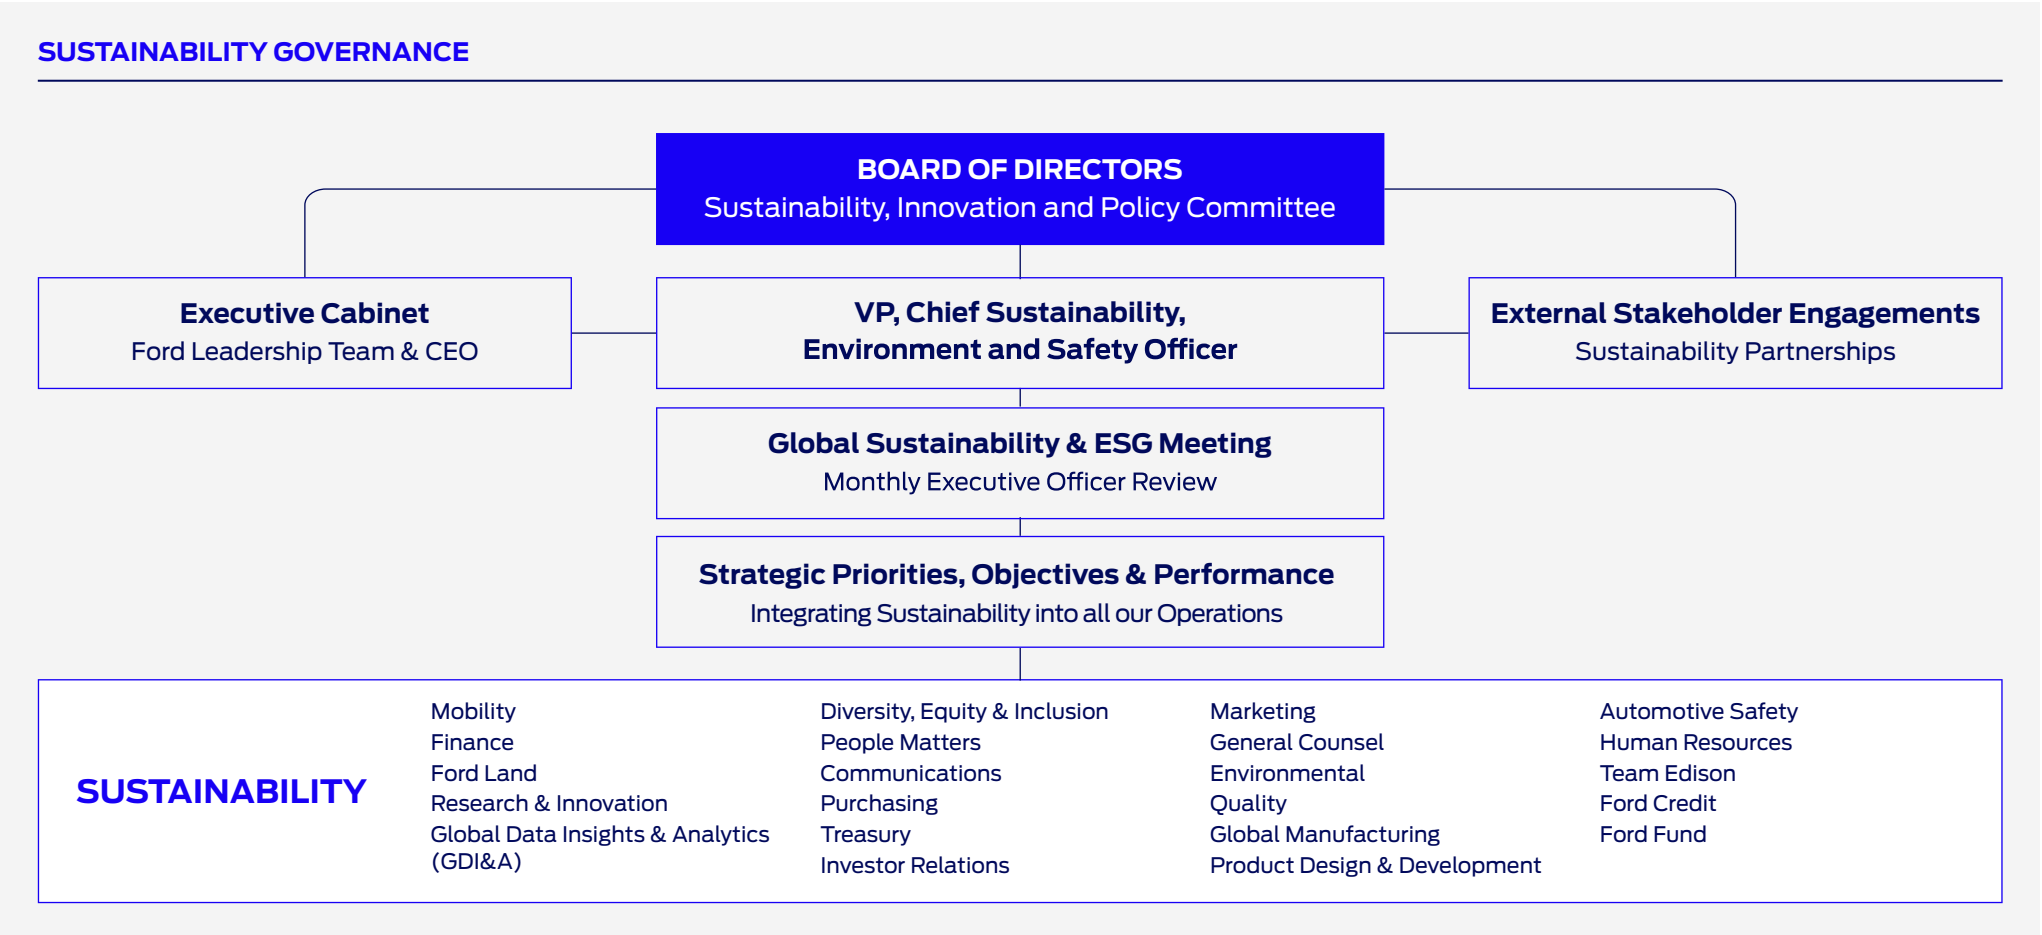 SUSTAINABILITY GOVERNANCE
BOARD OF DIRECTORS
Sustainability, Innovation and Policy Committee
Executive Cabinet
Ford Leadership Team & CEO
VP, Chief Sustainability,
Environment and Safety Officer
External Stakeholder Engagements
Sustainability Partnerships
Global Sustainability & ESG Meeting
Monthly Executive Officer Review
Strategic Priorities, Objectives & Performance
Integrating Sustainability into all our Operations
SUSTAINABILITY
Mobility
Finance
Ford Land
Research & Innovation
Global Data Insights & Analytics
(GDI&A)
Diversity, Equity & Inclusion
People Matters
Communications
Purchasing
Treasury
Investor Relations
Marketing
General Counsel
Environmental
Quality
Global Manufacturing
Product Design & Development
Automotive Safety
Human Resources
Team Edison
Ford Credit
Ford Fund